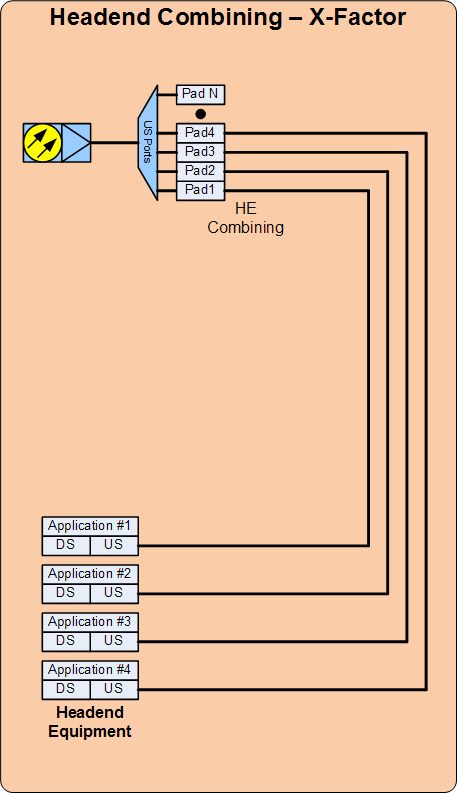 Headend Combining – X-Factor
Pad N
US Ports
Pad4
Pad3
Pad2
Pad1
HE
Combining
Application #1
DS US
Application #2
DS US
Application #3
DS US
Application #4
DS US
Headend
Equipment